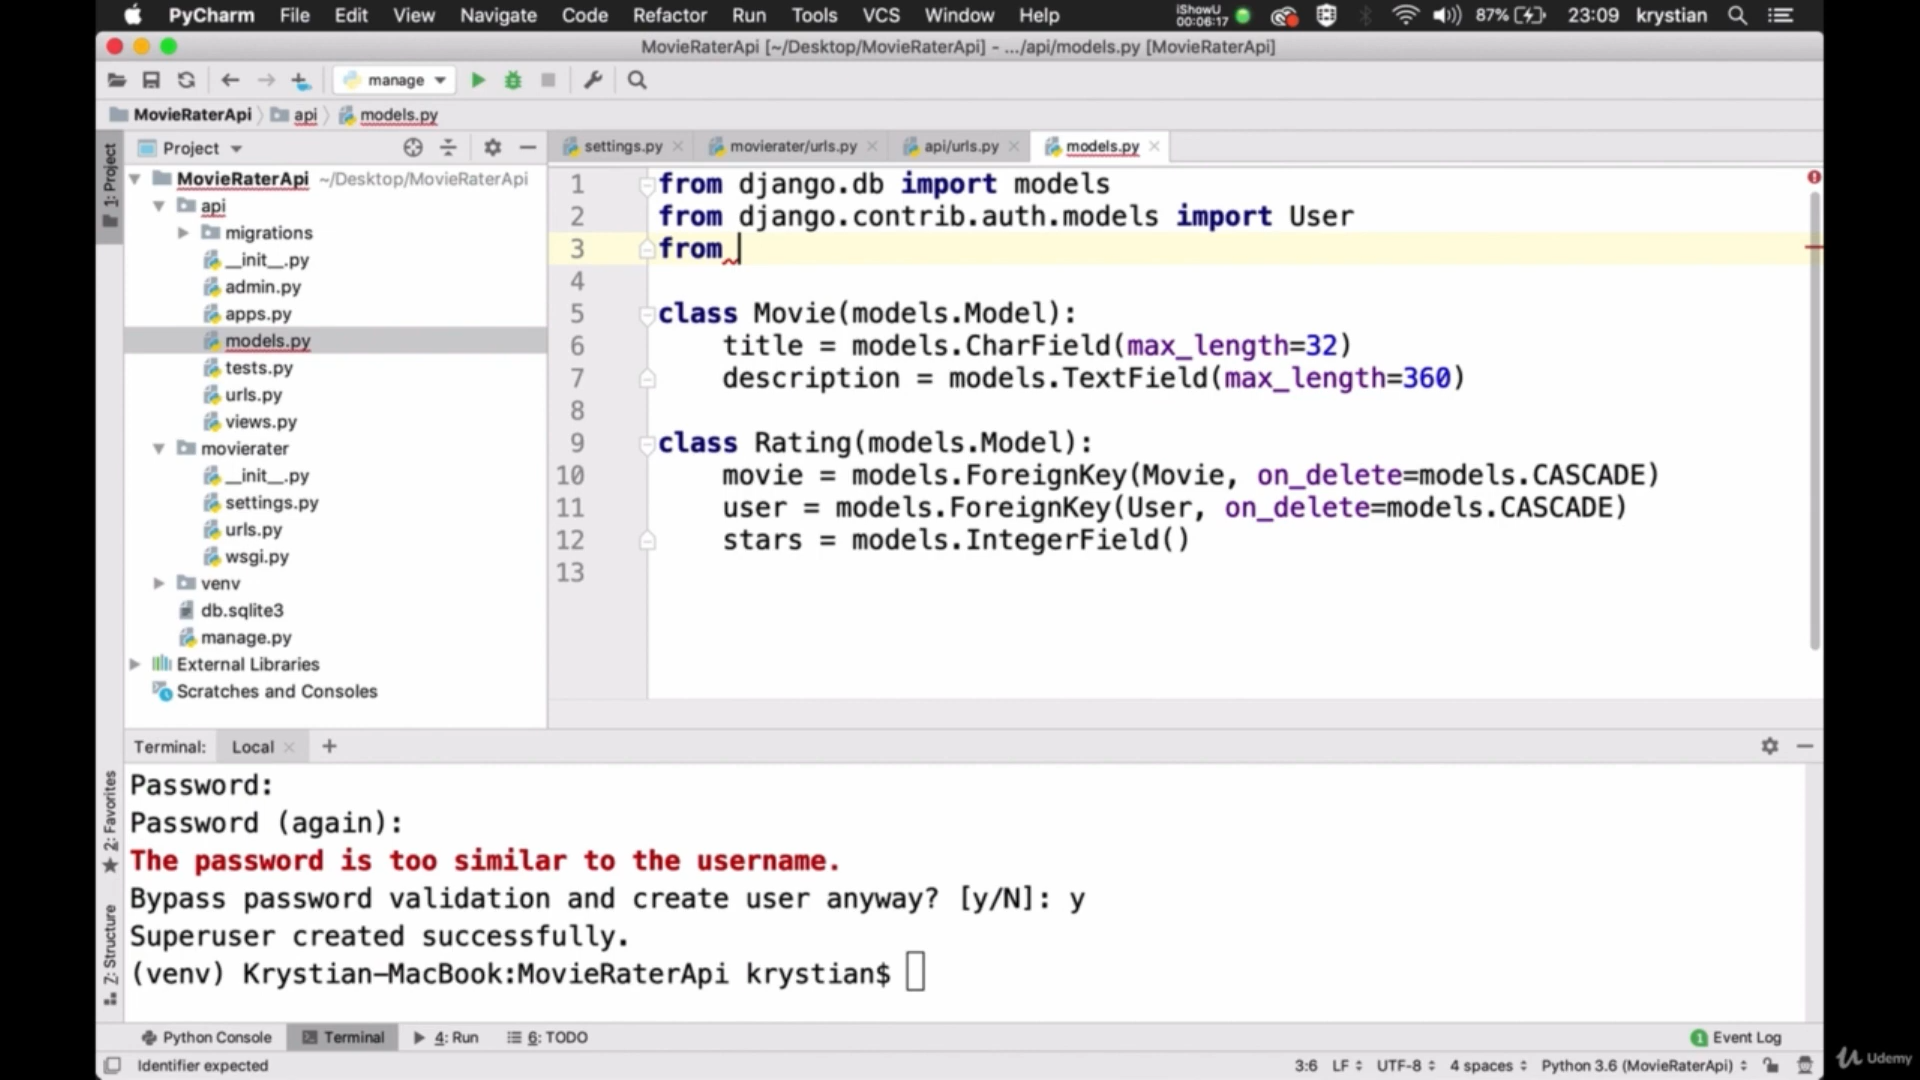 PyCharm File Edit View Navigate Code Refactor Run Tools VCS Window Help iShowU 00:06:17 87% 23:09 krystian
MovieRaterApi [~/Desktop/MovieRaterApi] - .../api/models.py [MovieRaterApi]
manage
MovieRaterApi api models.py
1: Project
Project
settings.py movierater/urls.py api/urls.py models.py
MovieRaterApi ~/Desktop/MovieRaterApi
api
migrations
__init__.py
admin.py
apps.py
models.py
tests.py
urls.py
views.py
movierater
__init__.py
settings.py
urls.py
wsgi.py
venv
db.sqlite3
manage.py
External Libraries
Scratches and Consoles
1 from django.db import models
2 from django.contrib.auth.models import User
3 from
4
5 class Movie(models.Model):
6 title = models.CharField(max_length=32)
7 description = models.TextField(max_length=360)
8
9 class Rating(models.Model):
10 movie = models.ForeignKey(Movie, on_delete=models.CASCADE)
11 user = models.ForeignKey(User, on_delete=models.CASCADE)
12 stars = models.IntegerField()
13
Terminal: Local
2: Favorites
Z: Structure
Password:
Password (again):
The password is too similar to the username.
Bypass password validation and create user anyway? [y/N]: y
Superuser created successfully.
(venv) Krystian-MacBook:MovieRaterApi krystian$
Python Console Terminal 4: Run 6: TODO 1 Event Log
Identifier expected 3:6 LF UTF-8 4 spaces Python 3.6 (MovieRaterApi)
Udemy